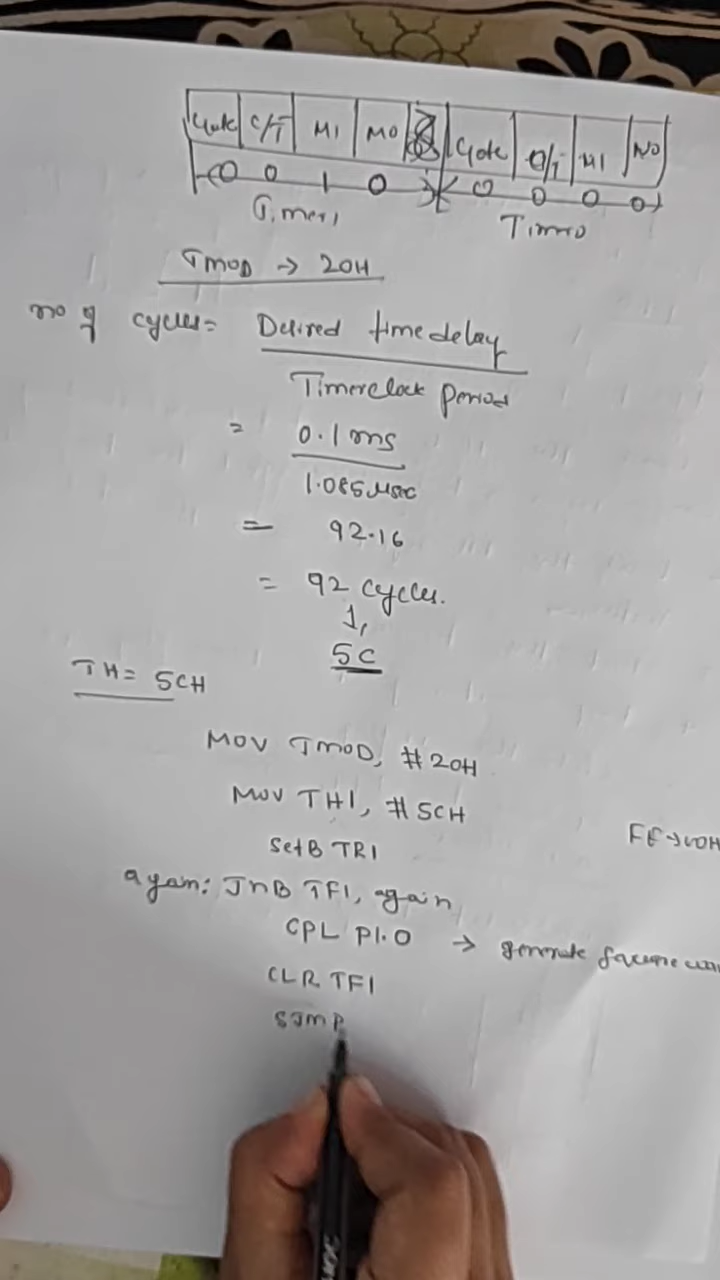 Gate C/T M1 M0 Gate C/T M1 M0
0 0 1 0 0 0 0 0
Timer1 Timer0
TMOD → 20H
no of cycles = Desired time delay
Timerclock period
= 0.1 ms
1.085 μsec
= 92.16
= 92 cycles.
5C
TH = 5CH
MOV TMOD, #20H
MOV TH1, #5CH
SetB TR1
FF→00H
again: JNB TF1, again
CPL P1.0 → generate square
CLR TF1
SJMP